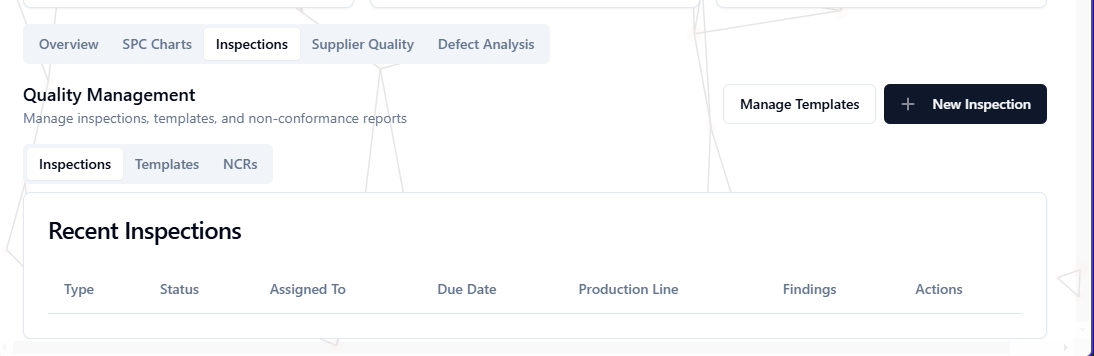 Overview SPC Charts Inspections Supplier Quality Defect Analysis
Quality Management
Manage inspections, templates, and non-conformance reports
Manage Templates
New Inspection
Inspections Templates NCRs
Recent Inspections
Type Status Assigned To Due Date Production Line Findings Actions